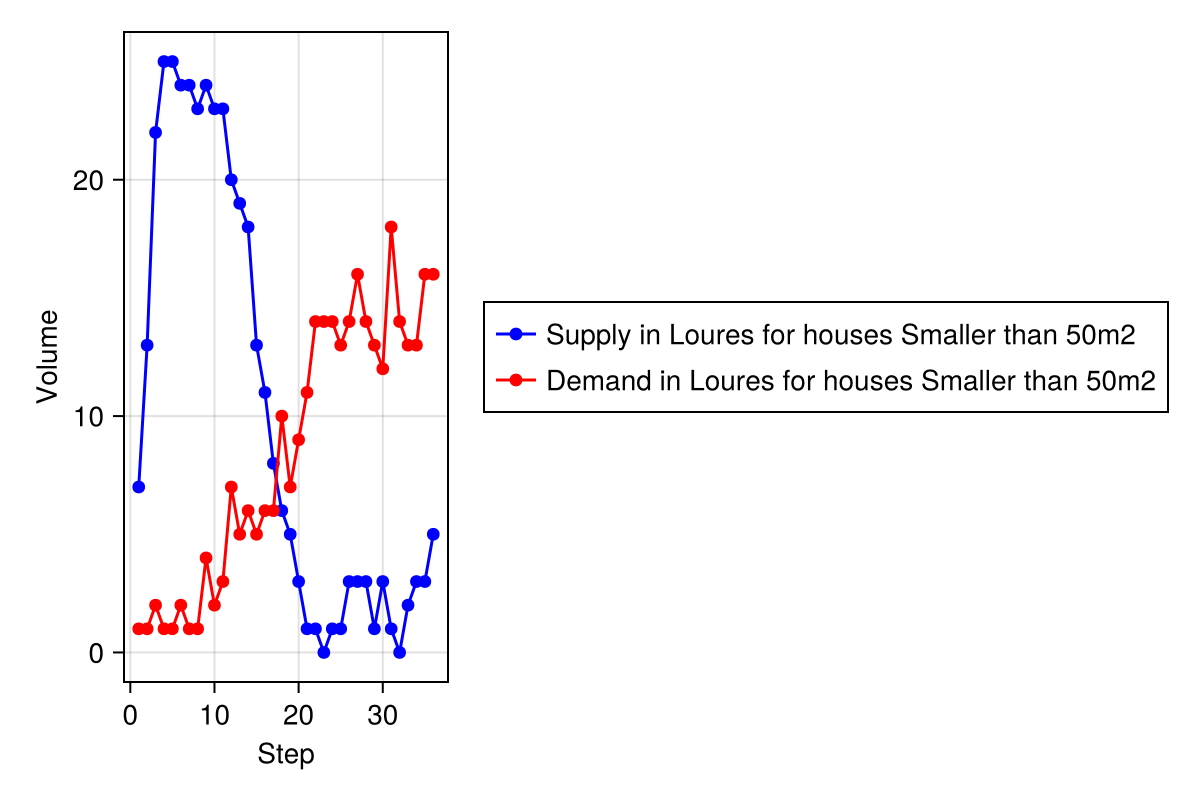 Volume
20
10
0
0 10 20 30
Step
Supply in Loures for houses Smaller than 50m2
Demand in Loures for houses Smaller than 50m2